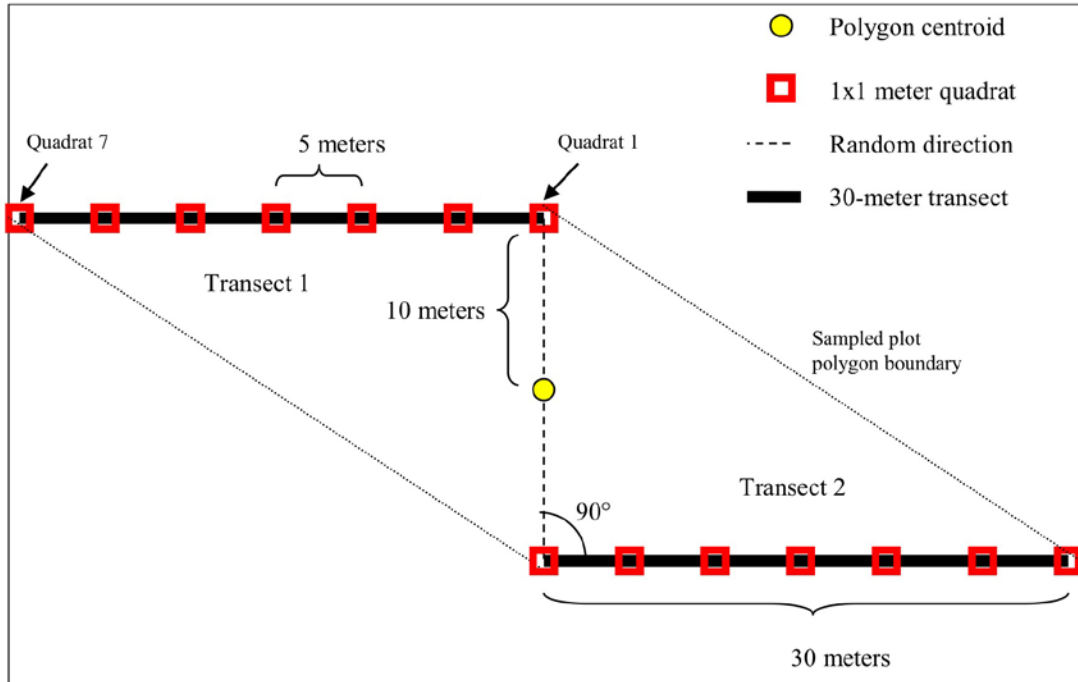 Polygon centroid
1x1 meter quadrat
Random direction
30-meter transect
Quadrat 7
5 meters
Quadrat 1
Transect 1
10 meters
Sampled plot
polygon boundary
Transect 2
90°
30 meters